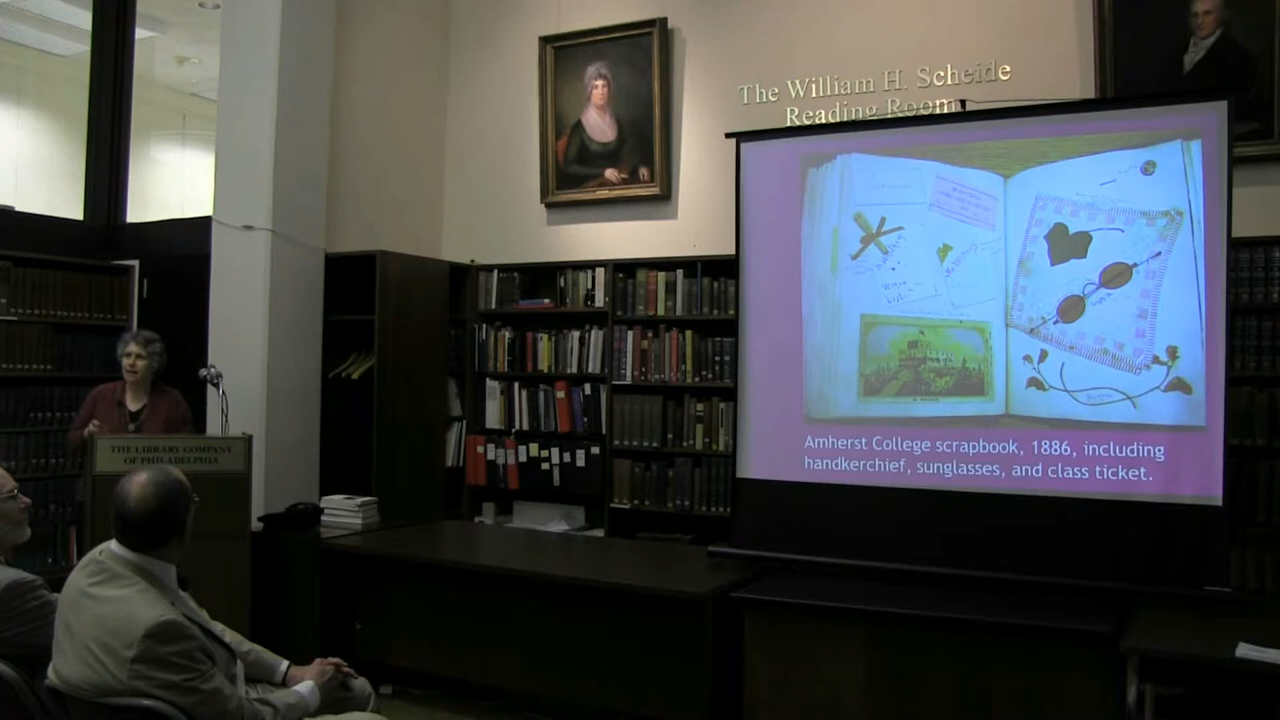 The William H. Scheide
Reading Room
THE LIBRARY COMPANY
OF PHILADELPHIA
Amherst College scrapbook, 1886, including
handkerchief, sunglasses, and class ticket.